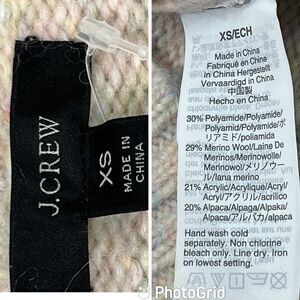 J.CREW
XS
MADE IN
CHINA
XS/ECH
Made in China
Fabriqué en Chine
in China Hergestellt
Vervaardigd in China
中国製
Hecho en China
30% Polyamide/Polyamide/
Polyamid/Polyamide/ポ
リアミド/poliamida
29% Merino Wool/Laine De
Merinos/Merinowolle/
Merinowol/メリノウー
ル/lana merino
21% Acrylic/Acrylique/Acryl/
Acryl/アクリル/acrilico
20% Alpaca/Alpaga/Alpaka/
Alpaca/アルパカ/alpaca
Hand wash cold
separately. Non chlorine
bleach only. Line dry. Iron
on lowest setting.
PhotoGrid